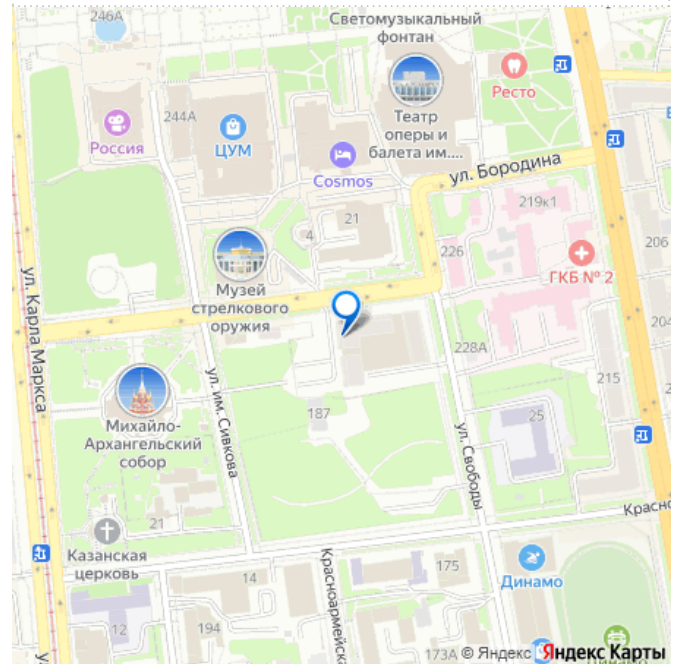 246А
Светомузыкальный
фонтан
Ресто
244А
Россия
ЦУМ
Театр
оперы и
балета им....
Cosmos
ул. Бородина
219к1
21
4
226
206
ГКБ № 2
Музей
стрелкового
оружия
ул. Карла Маркса
204
228А
215
Михайло-
Архангельский
собор
ул. им. Сивкова
187
ул. Свободы
25
21
Красно
Казанская
церковь
14
Красноармейска
175
Динамо
12
194
173А
© Яндекс
Яндекс Карты